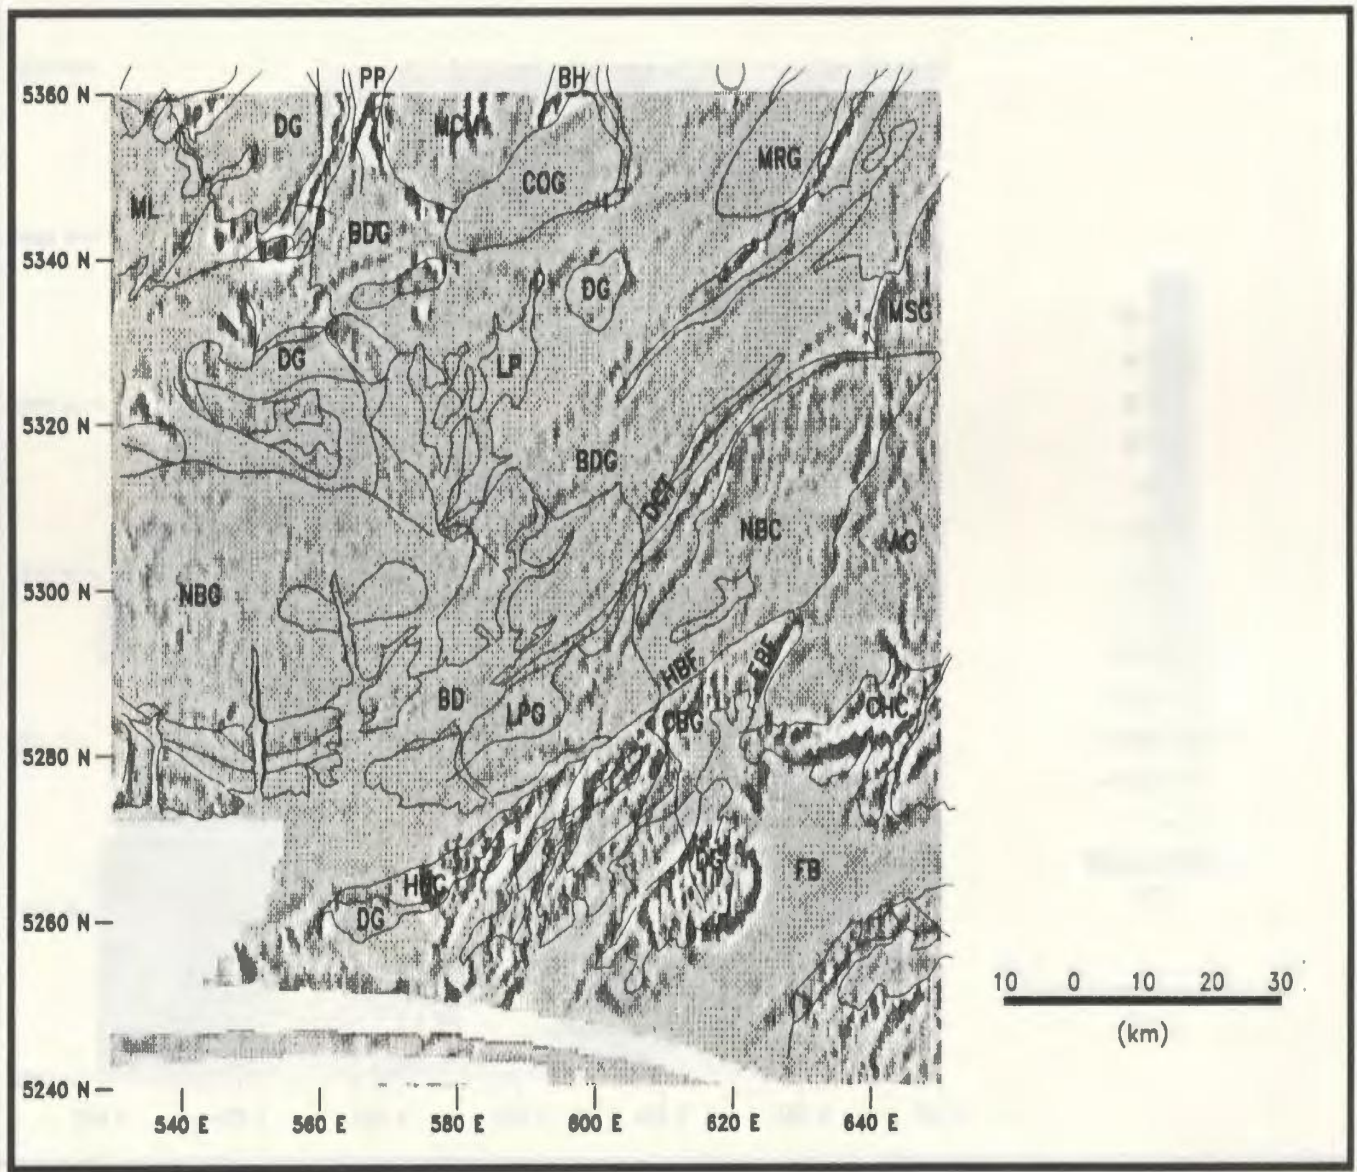 PP BH
5360 N
DG MRG
COG
ML
BDG
5340 N
DG
MSG
DG LP
5320 N
BDG
DCF
NBC
AG
5300 N
NBG
HBF EBF
BD LPG CBG CHC
5280 N
DG FB
DG
5260 N
10 0 10 20 30
(km)
5240 N
540 E 560 E 580 E 600 E 620 E 640 E